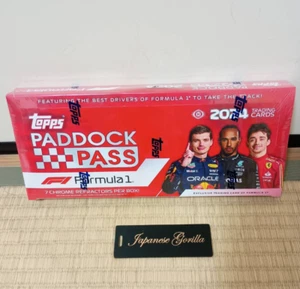 FEATURING THE BEST DRIVERS OF FORMULA 1® TO TAKE THE TRACK!
Topps
2024 TRADING CARDS
PADDOCK
PASS
F1 Formula 1
7 CHROME REFRACTORS PER BOX!
ORACLE
Japanese Gorilla